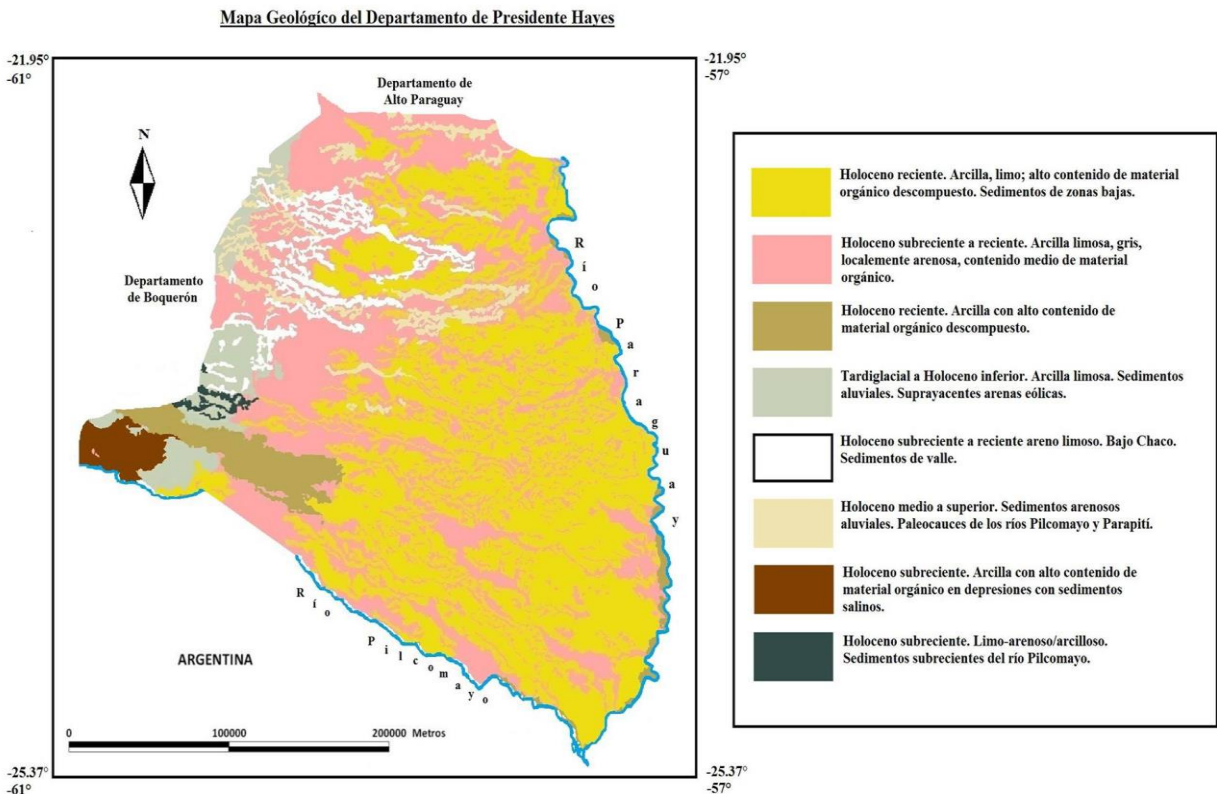 Mapa Geológico del Departamento de Presidente Hayes
-21.95°
-61°
-21.95°
-57°
Departamento de
Alto Paraguay
N
Departamento
de Boquerón
Río Paraguay
Río Pilcomayo
ARGENTINA
0 100000 200000 Metros
-25.37°
-61°
-25.37°
-57°
Holoceno reciente. Arcilla, limo; alto contenido de material
orgánico descompuesto. Sedimentos de zonas bajas.
Holoceno subreciente a reciente. Arcilla limosa, gris,
localmente arenosa, contenido medio de material
orgánico.
Holoceno reciente. Arcilla con alto contenido de
material orgánico descompuesto.
Tardiglacial a Holoceno inferior. Arcilla limosa. Sedimentos
aluviales. Suprayacentes arenas eólicas.
Holoceno subreciente a reciente areno limoso. Bajo Chaco.
Sedimentos de valle.
Holoceno medio a superior. Sedimentos arenosos
aluviales. Paleocauces de los ríos Pilcomayo y Parapití.
Holoceno subreciente. Arcilla con alto contenido de
material orgánico en depresiones con sedimentos
salinos.
Holoceno subreciente. Limo-arenoso/arcilloso.
Sedimentos subrecientes del río Pilcomayo.